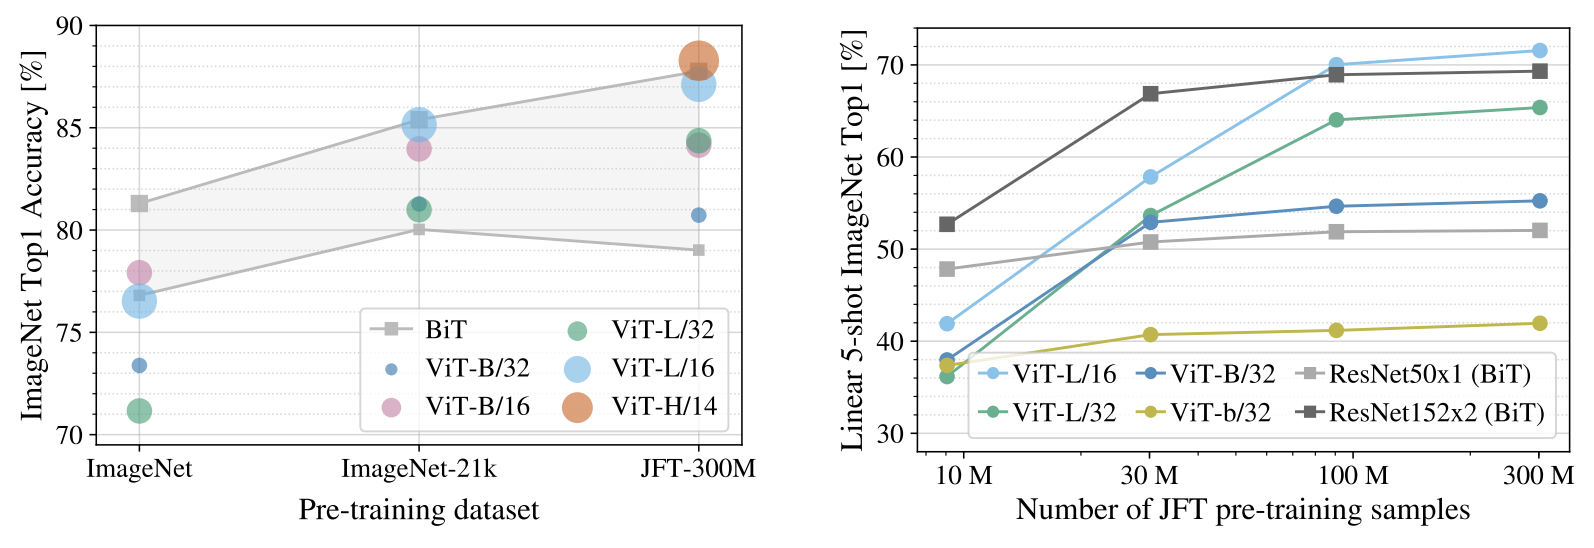 ImageNet Top1 Accuracy [%]
90
85
80
75
70
BiT
ViT-B/32
ViT-B/16
ViT-L/32
ViT-L/16
ViT-H/14
ImageNet
ImageNet-21k
JFT-300M
Pre-training dataset
Linear 5-shot ImageNet Top1 [%]
70
60
50
40
30
ViT-L/16
ViT-L/32
ViT-B/32
ViT-b/32
ResNet50x1 (BiT)
ResNet152x2 (BiT)
10 M
30 M
100 M
300 M
Number of JFT pre-training samples